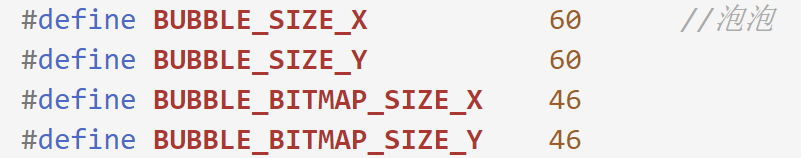 #define BUBBLE_SIZE_X 60 //泡泡
#define BUBBLE_SIZE_Y 60
#define BUBBLE_BITMAP_SIZE_X 46
#define BUBBLE_BITMAP_SIZE_Y 46